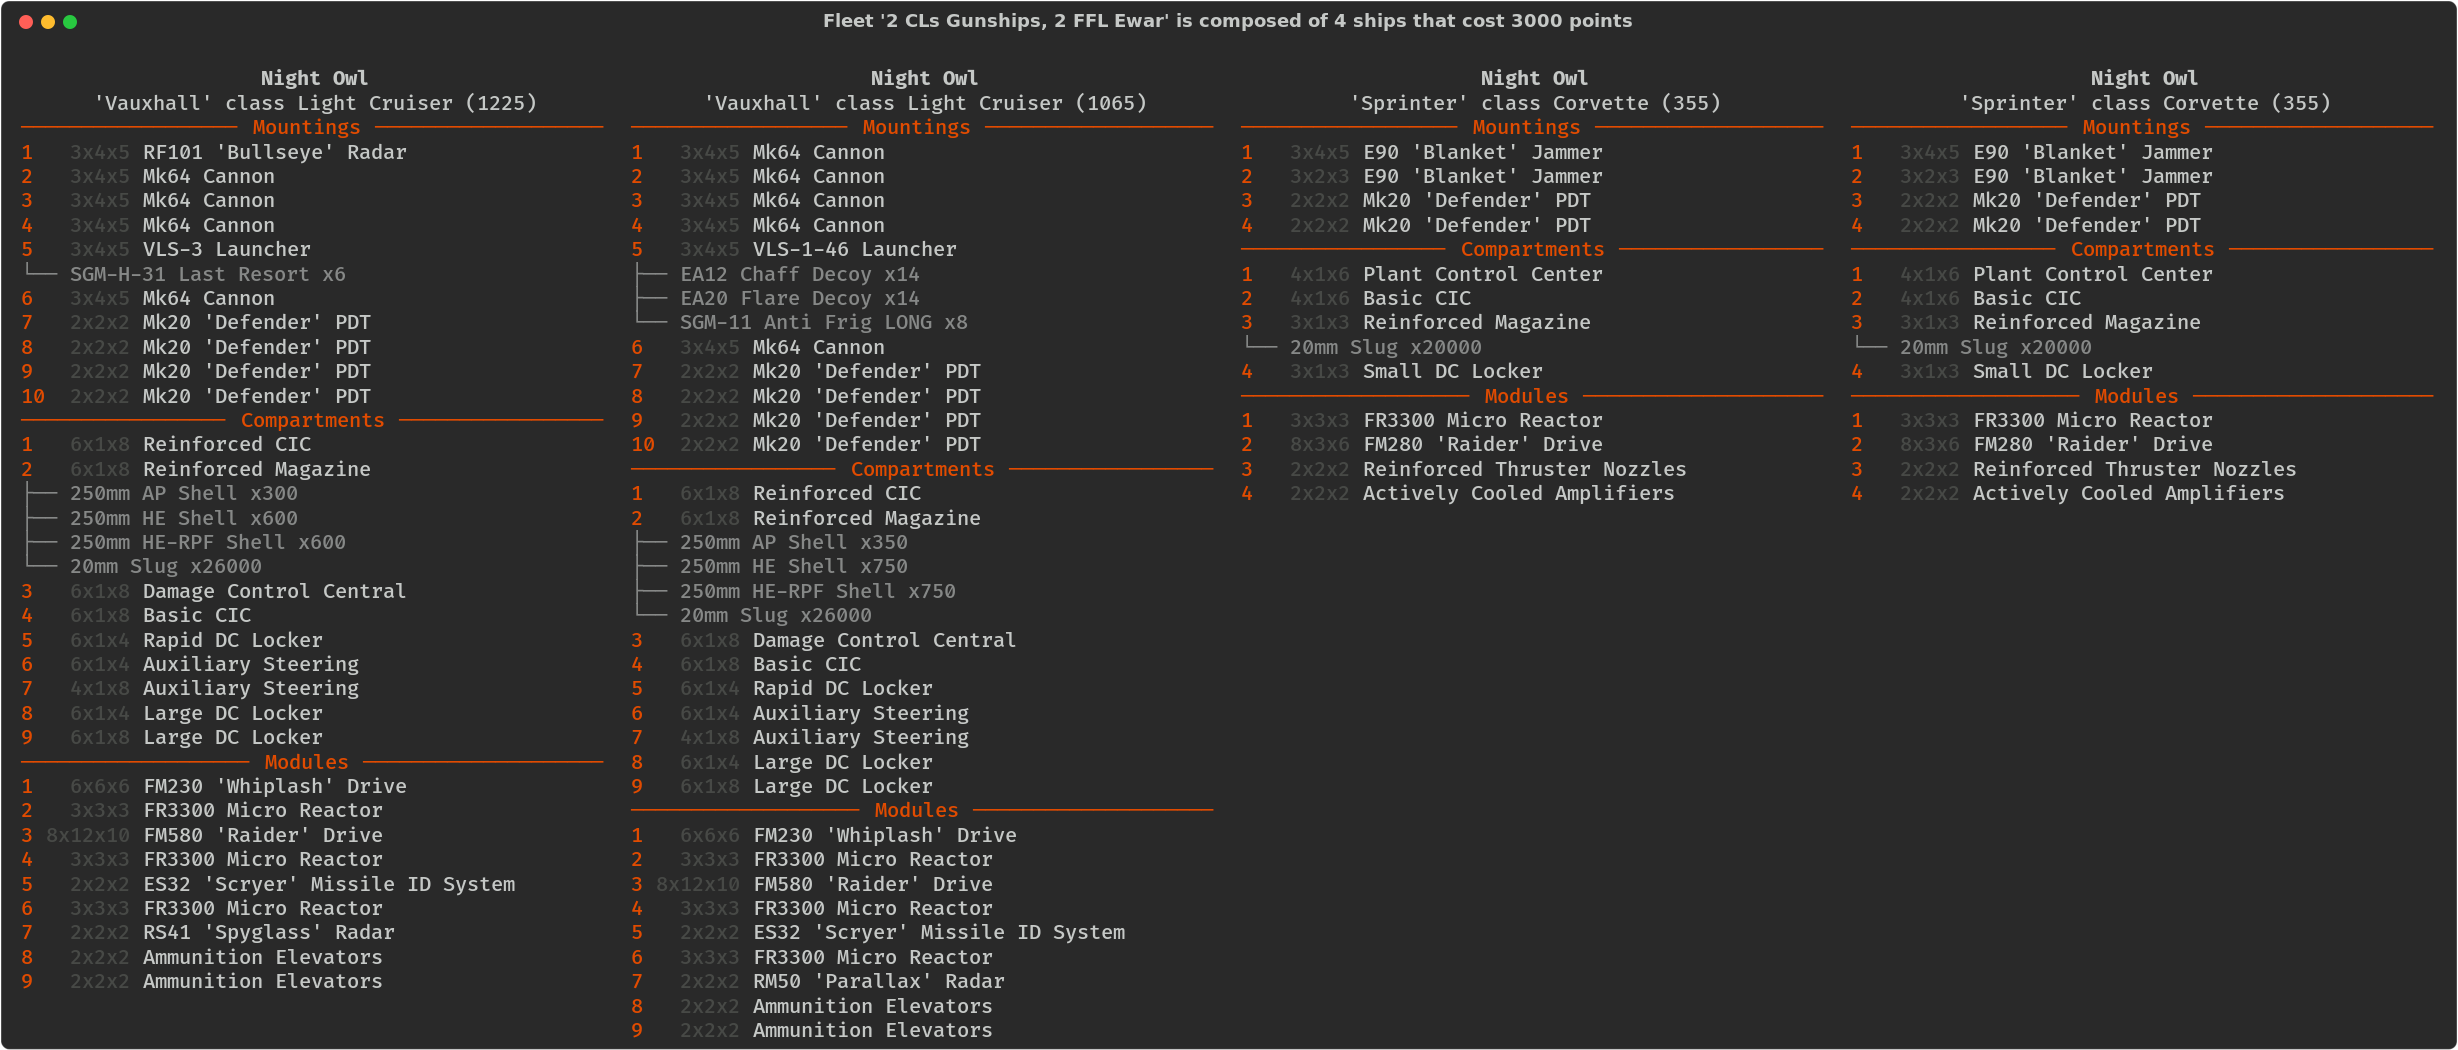 Fleet '2 CLs Gunships, 2 FFL Ewar' is composed of 4 ships that cost 3000 points
Night Owl
'Vauxhall' class Light Cruiser (1225)
Mountings
1 3x4x5 RF101 'Bullseye' Radar
2 3x4x5 Mk64 Cannon
3 3x4x5 Mk64 Cannon
4 3x4x5 Mk64 Cannon
5 3x4x5 VLS-3 Launcher
└── SGM-H-31 Last Resort x6
6 3x4x5 Mk64 Cannon
7 2x2x2 Mk20 'Defender' PDT
8 2x2x2 Mk20 'Defender' PDT
9 2x2x2 Mk20 'Defender' PDT
10 2x2x2 Mk20 'Defender' PDT
Compartments
1 6x1x8 Reinforced CIC
2 6x1x8 Reinforced Magazine
├── 250mm AP Shell x300
├── 250mm HE Shell x600
├── 250mm HE-RPF Shell x600
└── 20mm Slug x26000
3 6x1x8 Damage Control Central
4 6x1x8 Basic CIC
5 6x1x4 Rapid DC Locker
6 6x1x4 Auxiliary Steering
7 4x1x8 Auxiliary Steering
8 6x1x4 Large DC Locker
9 6x1x8 Large DC Locker
Modules
1 6x6x6 FM230 'Whiplash' Drive
2 3x3x3 FR3300 Micro Reactor
3 8x12x10 FM580 'Raider' Drive
4 3x3x3 FR3300 Micro Reactor
5 2x2x2 ES32 'Scryer' Missile ID System
6 3x3x3 FR3300 Micro Reactor
7 2x2x2 RS41 'Spyglass' Radar
8 2x2x2 Ammunition Elevators
9 2x2x2 Ammunition Elevators
Night Owl
'Vauxhall' class Light Cruiser (1065)
Mountings
1 3x4x5 Mk64 Cannon
2 3x4x5 Mk64 Cannon
3 3x4x5 Mk64 Cannon
4 3x4x5 Mk64 Cannon
5 3x4x5 VLS-1-46 Launcher
├── EA12 Chaff Decoy x14
├── EA20 Flare Decoy x14
└── SGM-11 Anti Frig LONG x8
6 3x4x5 Mk64 Cannon
7 2x2x2 Mk20 'Defender' PDT
8 2x2x2 Mk20 'Defender' PDT
9 2x2x2 Mk20 'Defender' PDT
10 2x2x2 Mk20 'Defender' PDT
Compartments
1 6x1x8 Reinforced CIC
2 6x1x8 Reinforced Magazine
├── 250mm AP Shell x350
├── 250mm HE Shell x750
├── 250mm HE-RPF Shell x750
└── 20mm Slug x26000
3 6x1x8 Damage Control Central
4 6x1x8 Basic CIC
5 6x1x4 Rapid DC Locker
6 6x1x4 Auxiliary Steering
7 4x1x8 Auxiliary Steering
8 6x1x4 Large DC Locker
9 6x1x8 Large DC Locker
Modules
1 6x6x6 FM230 'Whiplash' Drive
2 3x3x3 FR3300 Micro Reactor
3 8x12x10 FM580 'Raider' Drive
4 3x3x3 FR3300 Micro Reactor
5 2x2x2 ES32 'Scryer' Missile ID System
6 3x3x3 FR3300 Micro Reactor
7 2x2x2 RM50 'Parallax' Radar
8 2x2x2 Ammunition Elevators
9 2x2x2 Ammunition Elevators
Night Owl
'Sprinter' class Corvette (355)
Mountings
1 3x4x5 E90 'Blanket' Jammer
2 3x2x3 E90 'Blanket' Jammer
3 2x2x2 Mk20 'Defender' PDT
4 2x2x2 Mk20 'Defender' PDT
Compartments
1 4x1x6 Plant Control Center
2 4x1x6 Basic CIC
3 3x1x3 Reinforced Magazine
└── 20mm Slug x20000
4 3x1x3 Small DC Locker
Modules
1 3x3x3 FR3300 Micro Reactor
2 8x3x6 FM280 'Raider' Drive
3 2x2x2 Reinforced Thruster Nozzles
4 2x2x2 Actively Cooled Amplifiers
Night Owl
'Sprinter' class Corvette (355)
Mountings
1 3x4x5 E90 'Blanket' Jammer
2 3x2x3 E90 'Blanket' Jammer
3 2x2x2 Mk20 'Defender' PDT
4 2x2x2 Mk20 'Defender' PDT
Compartments
1 4x1x6 Plant Control Center
2 4x1x6 Basic CIC
3 3x1x3 Reinforced Magazine
└── 20mm Slug x20000
4 3x1x3 Small DC Locker
Modules
1 3x3x3 FR3300 Micro Reactor
2 8x3x6 FM280 'Raider' Drive
3 2x2x2 Reinforced Thruster Nozzles
4 2x2x2 Actively Cooled Amplifiers